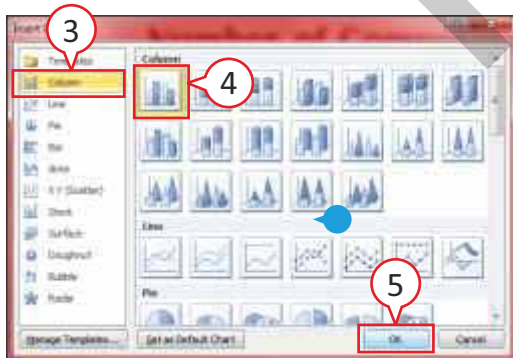 Insert
3
Templates
Column
Line
Pie
Bar
Area
X Y (Scatter)
Stock
Surface
Doughnut
Bubble
Radar
Column
4
Line
Pie
5
Manage Templates...
Set as Default Chart
OK
Cancel